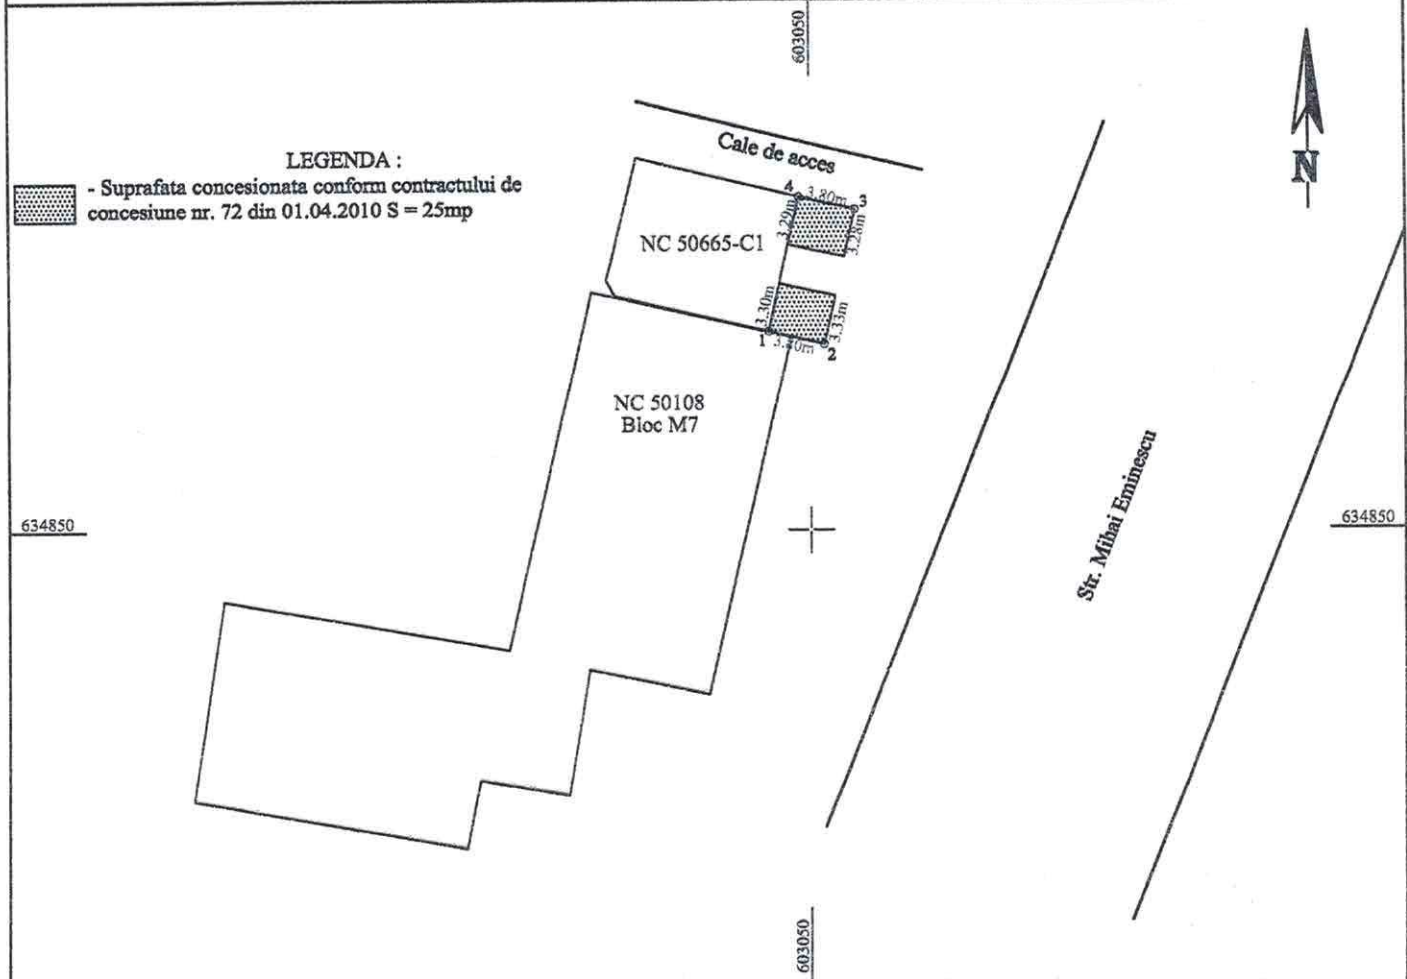 603050
LEGENDA :
- Suprafata concesionata conform contractului de
concesiune nr. 72 din 01.04.2010 S = 25mp
Cale de acces
N
4
3.80m
3
3.29m
3.28m
NC 50665-C1
3.30m
3.33m
1
2
NC 50108
Bloc M7
Str. Mihai Eminescu
634850
634850
603050